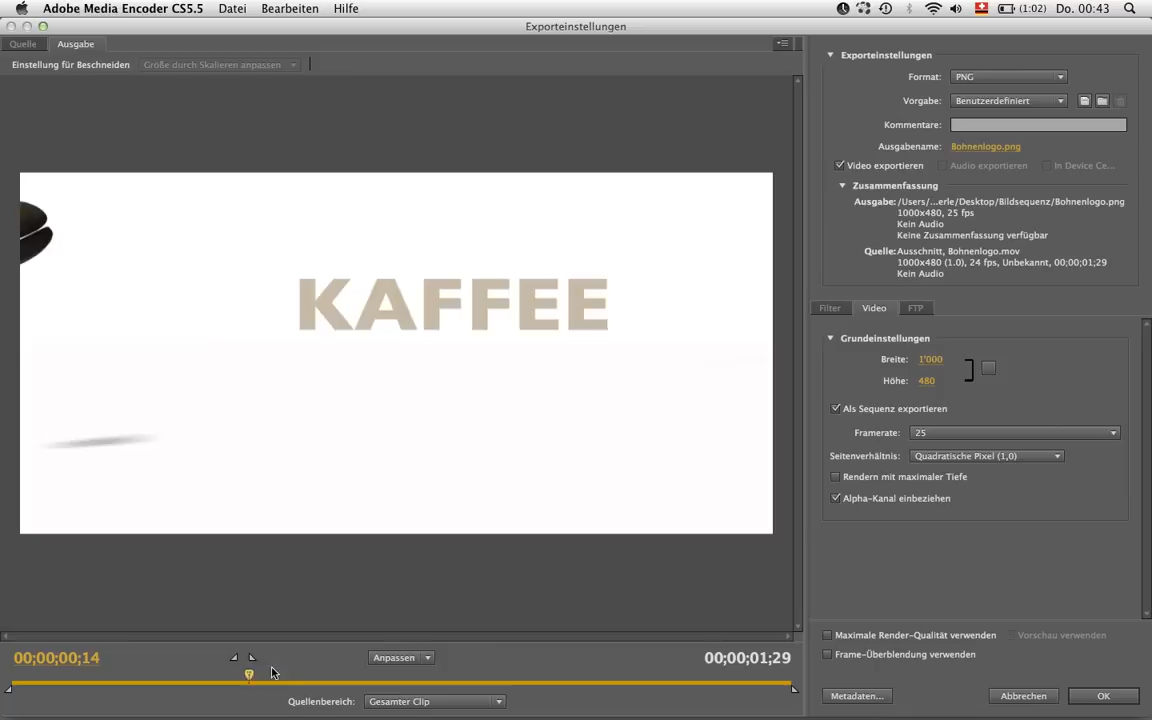 Adobe Media Encoder CS5.5 Datei Bearbeiten Hilfe (1:02) Do. 00:43
Exporteinstellungen
Quelle Ausgabe
Einstellung für Beschneiden Größe durch Skalieren anpassen
KAFFEE
00;00;00;14 Anpassen 00;00;01;29
Quellenbereich: Gesamter Clip
Exporteinstellungen
Format: PNG
Vorgabe: Benutzerdefiniert
Kommentare:
Ausgabename: Bohnenlogo.png
Video exportieren Audio exportieren In Device Ce...
Zusammenfassung
Ausgabe: /Users/...erle/Desktop/Bildsequenz/Bohnenlogo.png
1000x480, 25 fps
Kein Audio
Keine Zusammenfassung verfügbar
Quelle: Ausschnitt, Bohnenlogo.mov
1000x480 (1.0), 24 fps, Unbekannt, 00;00;01;29
Kein Audio
Filter Video FTP
Grundeinstellungen
Breite: 1'000
Höhe: 480
Als Sequenz exportieren
Framerate: 25
Seitenverhältnis: Quadratische Pixel (1,0)
Rendern mit maximaler Tiefe
Alpha-Kanal einbeziehen
Maximale Render-Qualität verwenden Vorschau verwenden
Frame-Überblendung verwenden
Metadaten... Abbrechen OK